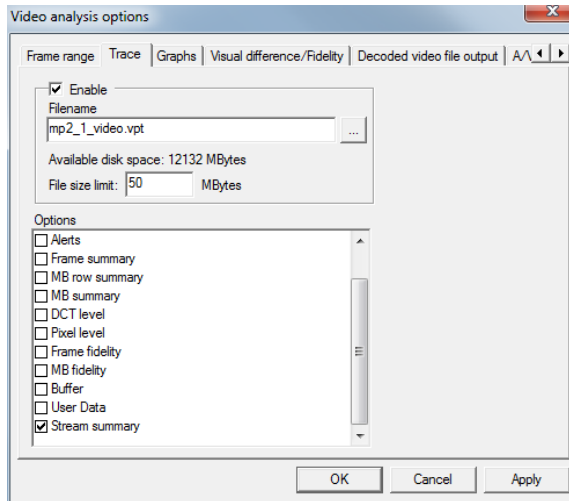 Video analysis options
Frame range Trace Graphs Visual difference/Fidelity Decoded video file output A/V
Enable
Filename
mp2_1_video.vpt ...
Available disk space: 12132 MBytes
File size limit: 50 MBytes
Options
Alerts
Frame summary
MB row summary
MB summary
DCT level
Pixel level
Frame fidelity
MB fidelity
Buffer
User Data
Stream summary
OK Cancel Apply